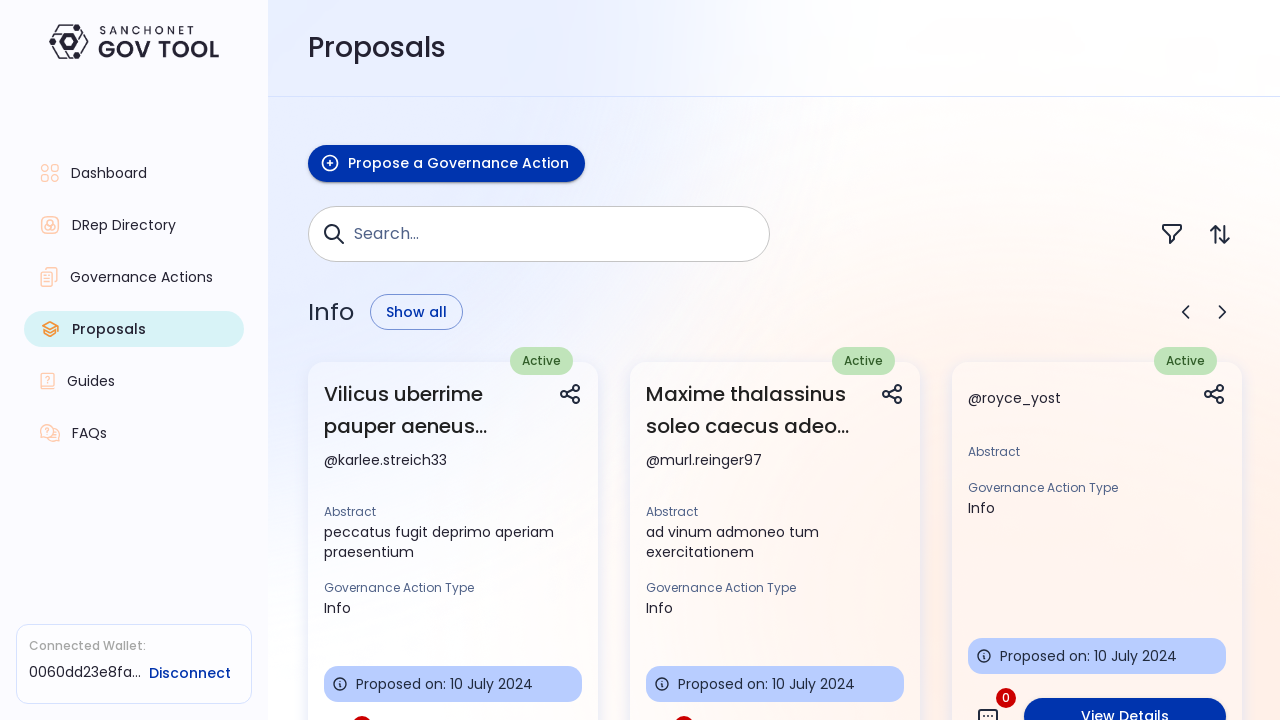 SANCHONET
GOV TOOL
Dashboard
DRep Directory
Governance Actions
Proposals
Guides
FAQs
Connected Wallet:
0060dd23e8fa...
Disconnect
Proposals
Propose a Governance Action
Search...
Info
Show all
Active
Vilicus uberrime
pauper aeneus...
@karlee.streich33
Abstract
peccatus fugit deprimo aperiam
praesentium
Governance Action Type
Info
Proposed on: 10 July 2024
Active
Maxime thalassinus
soleo caecus adeo...
@murl.reinger97
Abstract
ad vinum admoneo tum
exercitationem
Governance Action Type
Info
Proposed on: 10 July 2024
Active
@royce_yost
Abstract
Governance Action Type
Info
Proposed on: 10 July 2024
0
View Details